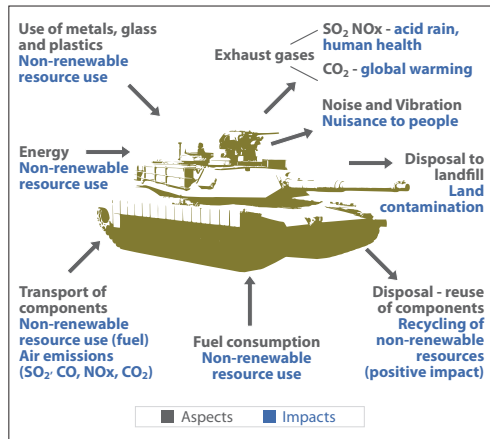 Use of metals, glass
and plastics
Non-renewable
resource use
Exhaust gases
SO₂ NOx - acid rain,
human health
CO₂ - global warming
Noise and Vibration
Nuisance to people
Energy
Non-renewable
resource use
Disposal to
landfill
Land
contamination
Transport of
components
Non-renewable
resource use (fuel)
Air emissions
(SO₂, CO, NOx, CO₂)
Fuel consumption
Non-renewable
resource use
Disposal - reuse
of components
Recycling of
non-renewable
resources
(positive impact)
Aspects
Impacts